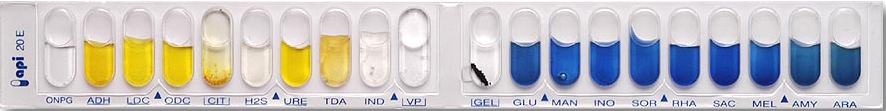 api 20 E
ONPG ADH LDC ODC CIT H2S URE TDA IND VP GEL GLU MAN INO SOR RHA SAC MEL AMY ARA